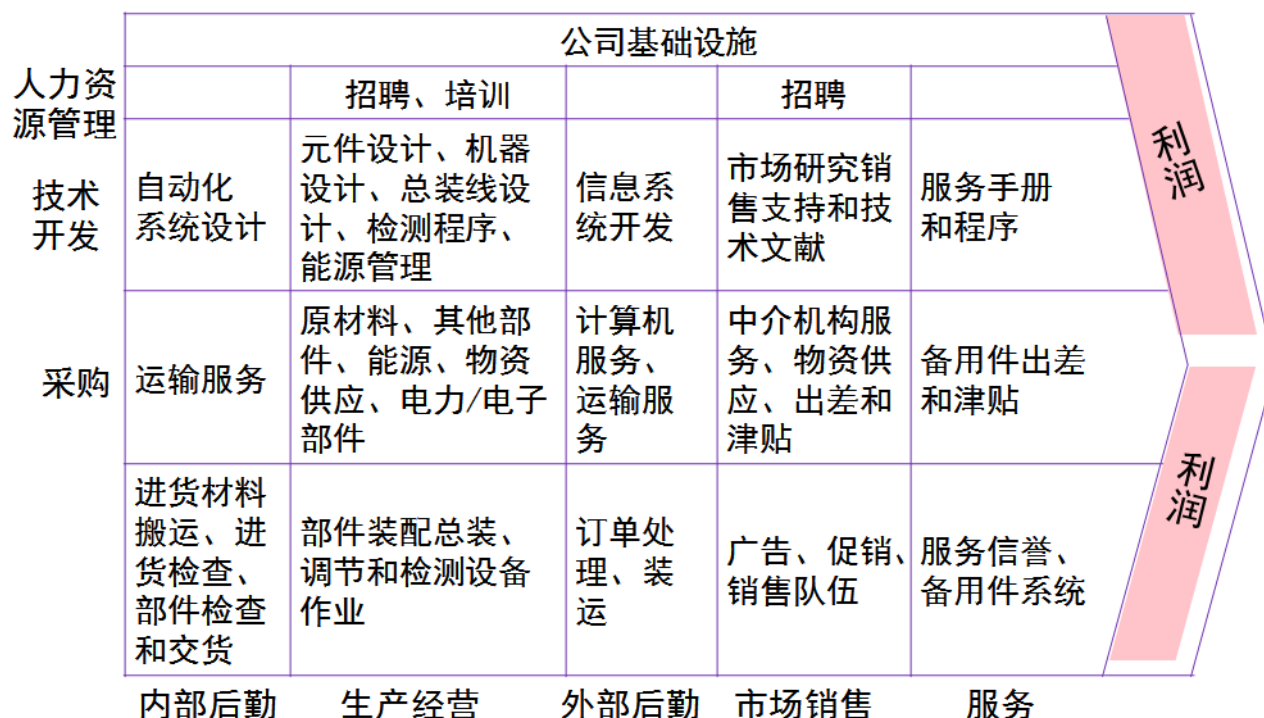 公司基础设施
人力资
源管理
招聘、培训
招聘
技术
开发
自动化
系统设计
元件设计、机器
设计、总装线设
计、检测程序、
能源管理
信息系
统开发
市场研究销
售支持和技
术文献
服务手册
和程序
利
润
采购
运输服务
原材料、其他部
件、能源、物资
供应、电力/电子
部件
计算机
服务、
运输服
务
中介机构服
务、物资供
应、出差和
津贴
备用件出差
和津贴
进货材料
搬运、进
货检查、
部件检查
和交货
部件装配总装、
调节和检测设备
作业
订单处
理、装
运
广告、促销、
销售队伍
服务信誉、
备用件系统
利
润
内部后勤
生产经营
外部后勤
市场销售
服务